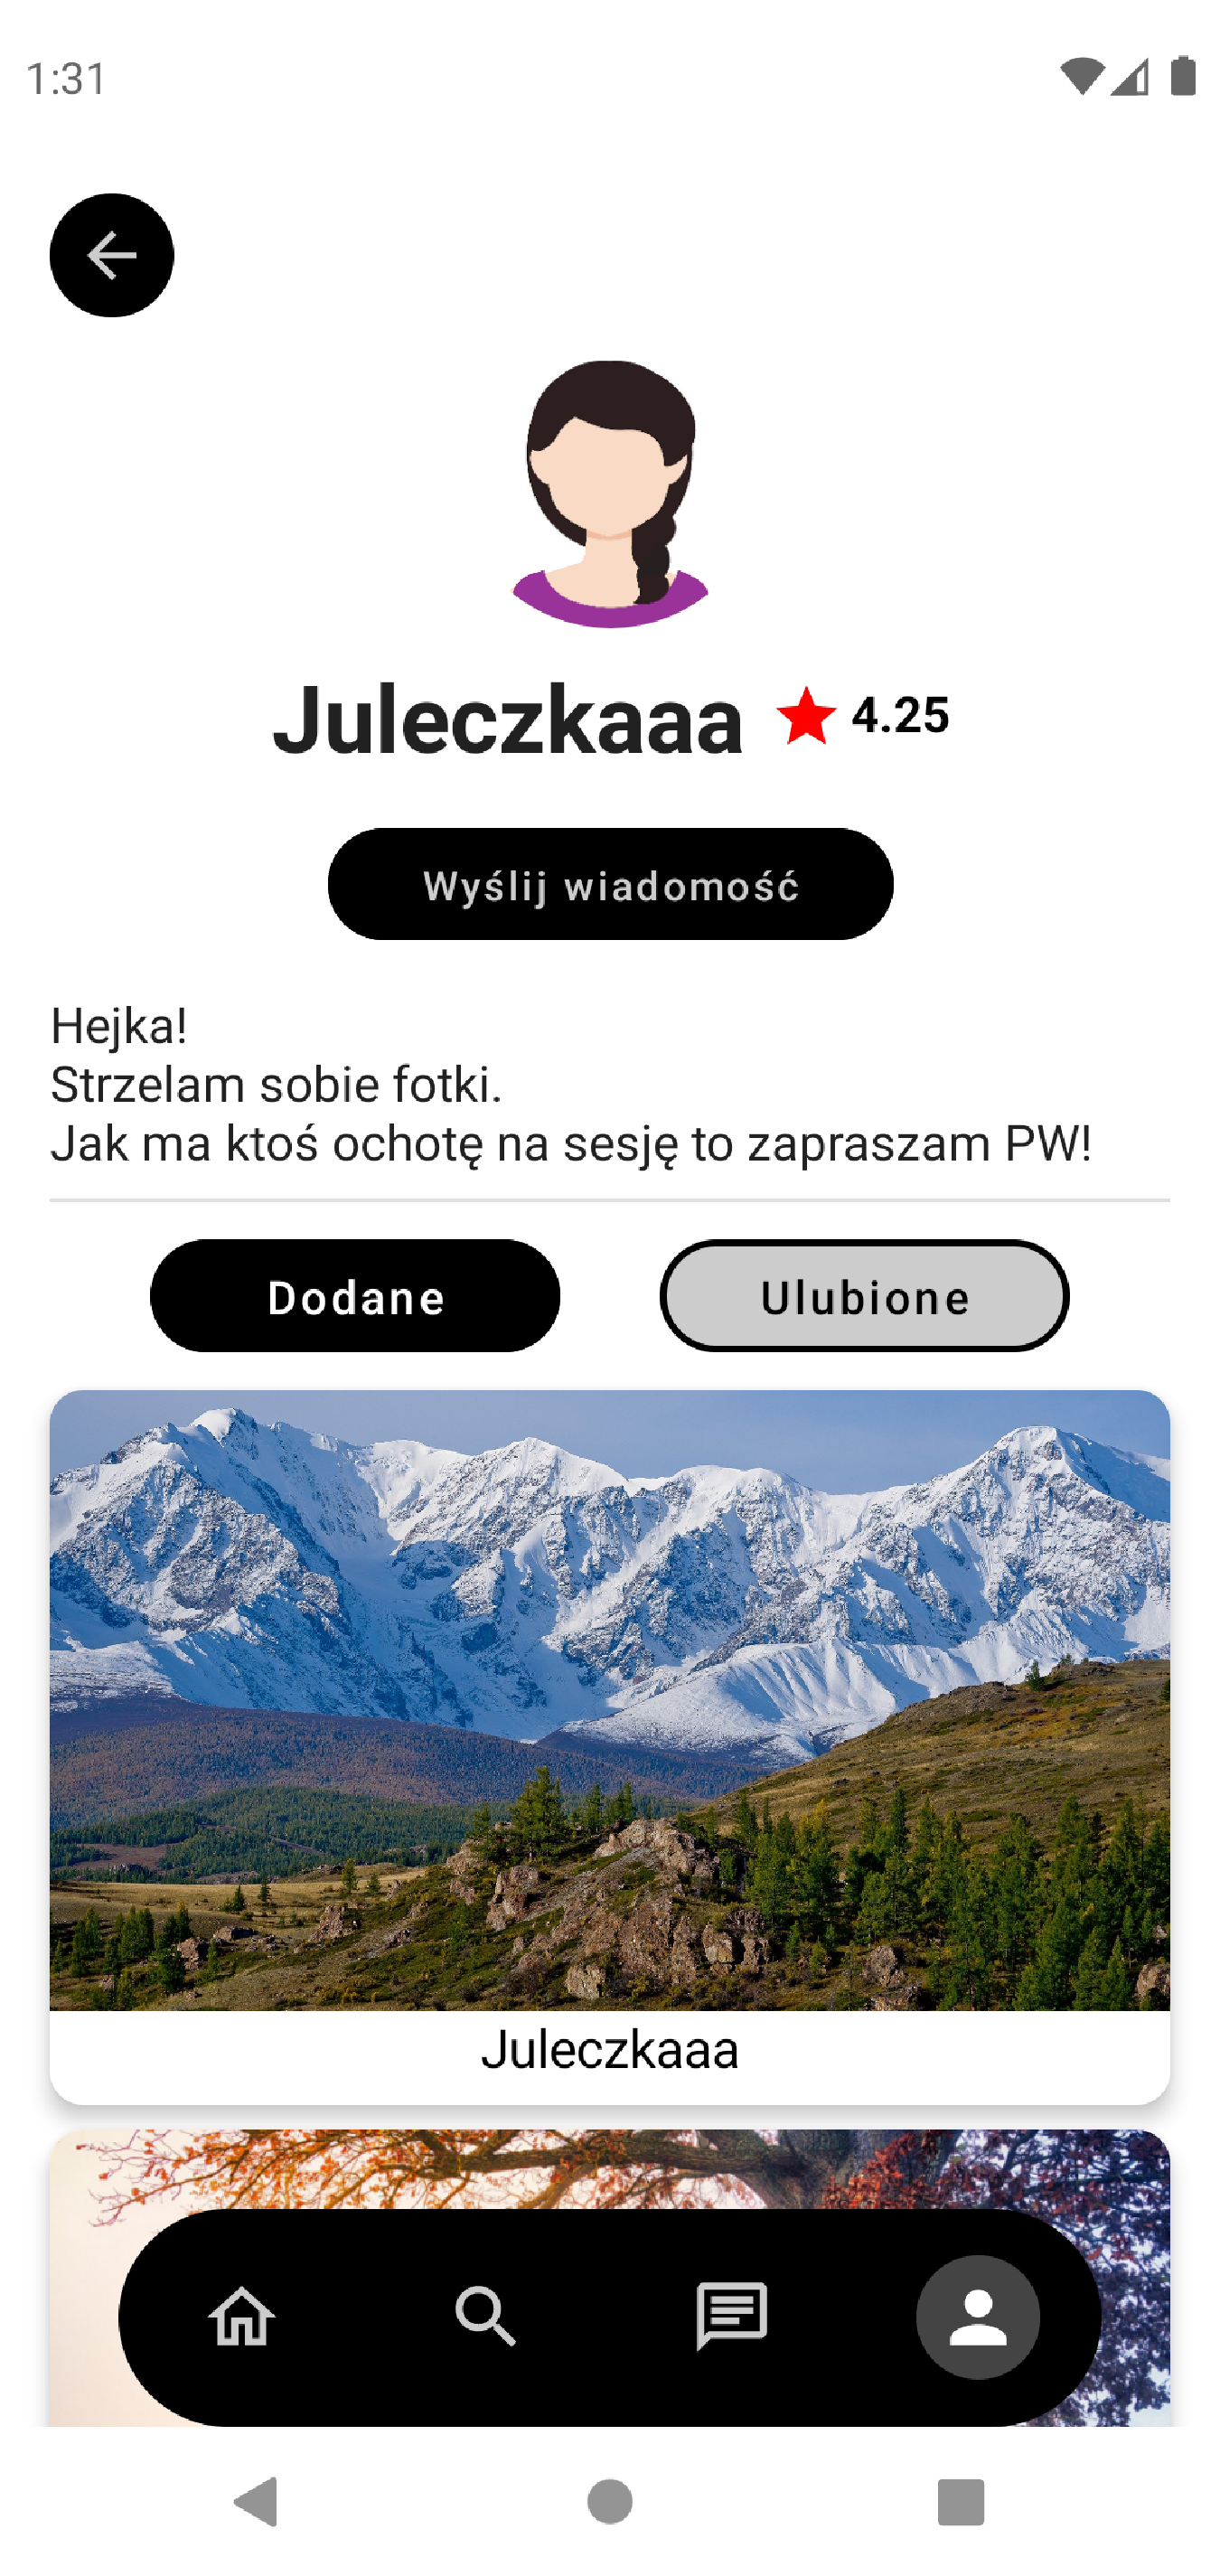 1:31
Juleczkaaa 4.25
Wyślij wiadomość
Hejka!
Strzelam sobie fotki.
Jak ma ktoś ochotę na sesję to zapraszam PW!
Dodane Ulubione
Juleczkaaa